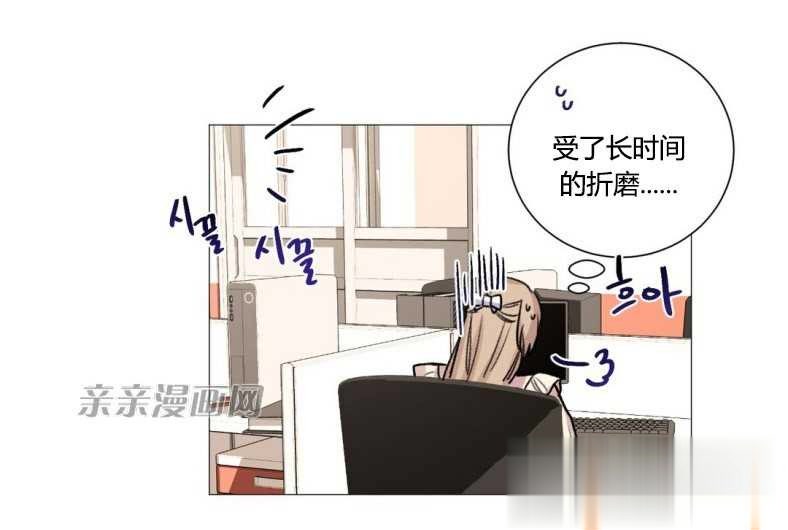 受了长时间
的折磨……
시끌
시끌
흐아
亲亲漫画网